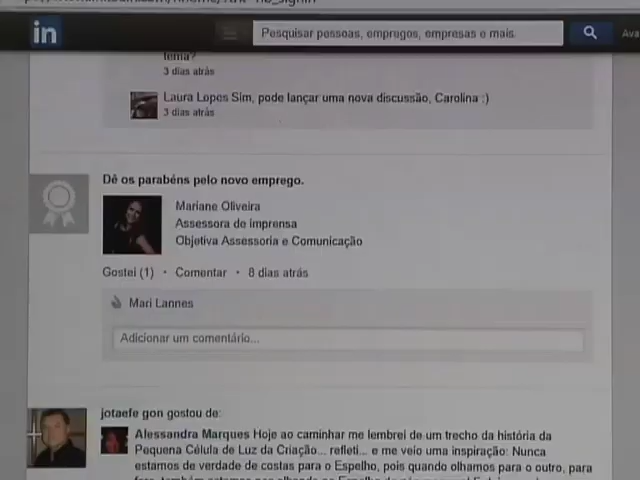 in
Pesquisar pessoas, empregos, empresas e mais.
Ava
tema?
3 dias atrás
Laura Lopes Sim, pode lançar uma nova discussão, Carolina :)
3 dias atrás
Dê os parabéns pelo novo emprego.
Mariane Oliveira
Assessora de imprensa
Objetiva Assessoria e Comunicação
Gostei (1) • Comentar • 8 dias atrás
Mari Lannes
Adicionar um comentário...
jotaefe gon gostou de:
Alessandra Marques Hoje ao caminhar me lembrei de um trecho da história da
Pequena Célula de Luz da Criação... refleti... e me veio uma inspiração: Nunca
estamos de verdade de costas para o Espelho, pois quando olhamos para o outro, para